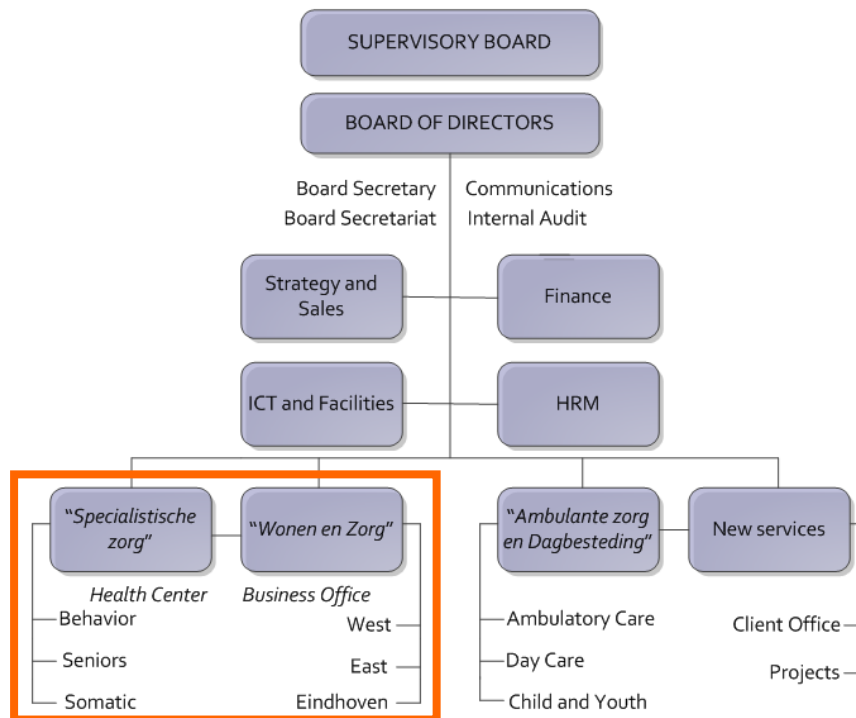 SUPERVISORY BOARD
BOARD OF DIRECTORS
Board Secretary
Communications
Board Secretariat
Internal Audit
Strategy and
Sales
Finance
ICT and Facilities
HRM
"Specialistische
zorg"
"Wonen en Zorg"
"Ambulante zorg
en Dagbesteding"
New services
Health Center
Business Office
Behavior
Seniors
Somatic
West
East
Eindhoven
Ambulatory Care
Day Care
Child and Youth
Client Office
Projects